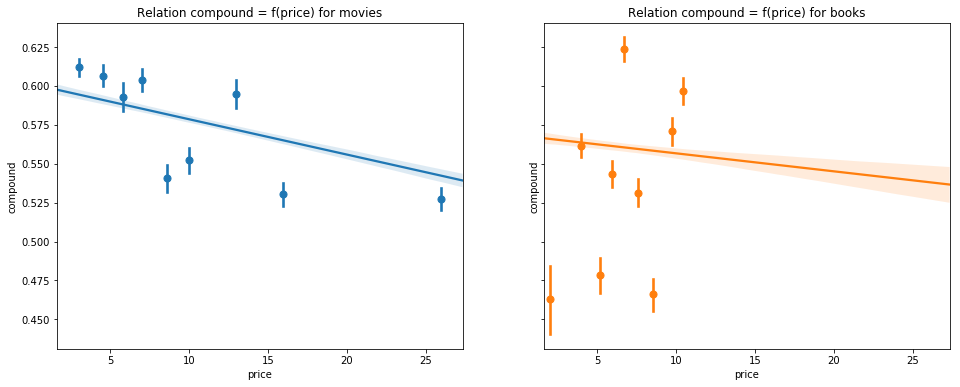 Relation compound = f(price) for movies
0.625
0.600
0.575
0.550
0.525
0.500
0.475
0.450
compound
5 10 15 20 25
price
Relation compound = f(price) for books
compound
5 10 15 20 25
price